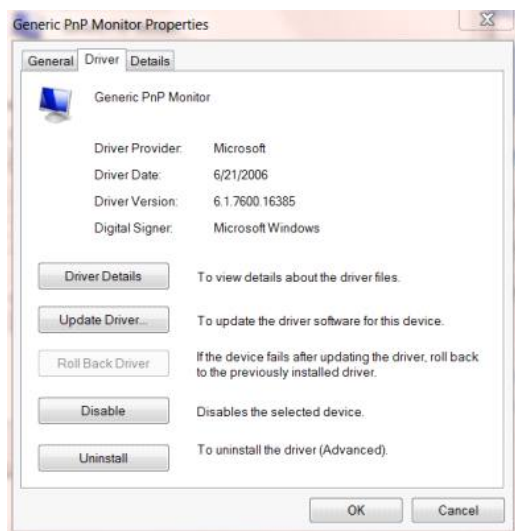 Generic PnP Monitor Properties
General Driver Details
Generic PnP Monitor
Driver Provider: Microsoft
Driver Date: 6/21/2006
Driver Version: 6.1.7600.16385
Digital Signer: Microsoft Windows
Driver Details To view details about the driver files.
Update Driver... To update the driver software for this device.
Roll Back Driver If the device fails after updating the driver, roll back
to the previously installed driver.
Disable Disables the selected device.
Uninstall To uninstall the driver (Advanced).
OK Cancel